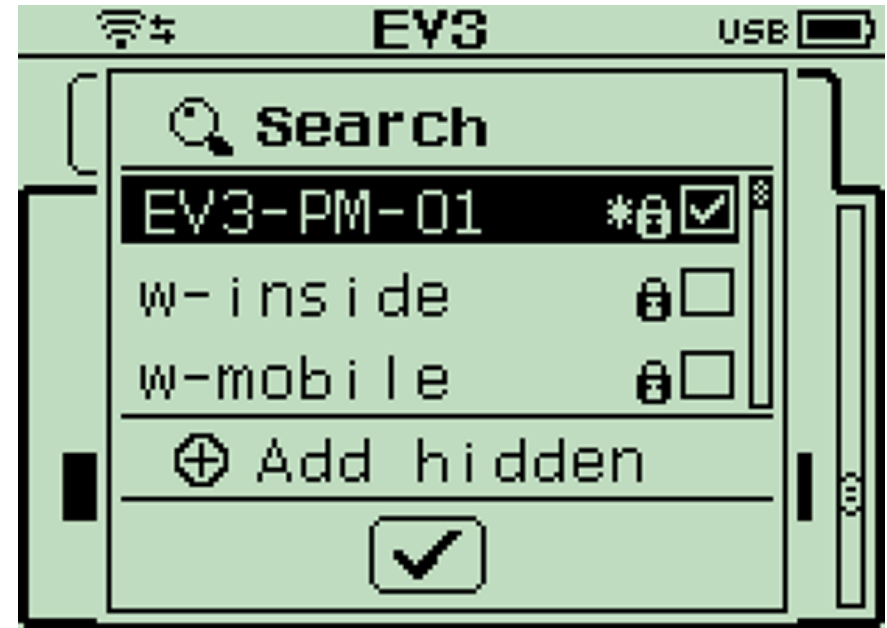 EV3 USB
Search
EV3-PM-01 *
w-inside
w-mobile
Add hidden